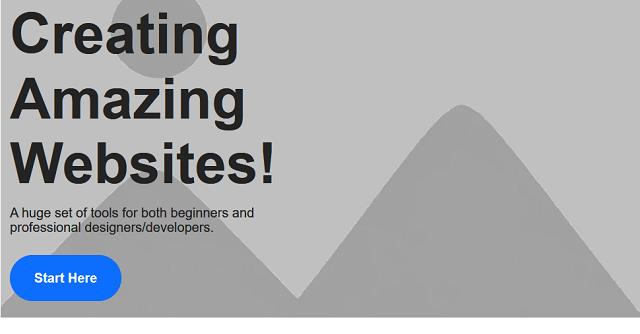 Creating
Amazing
Websites!
A huge set of tools for both beginners and
professional designers/developers.
Start Here